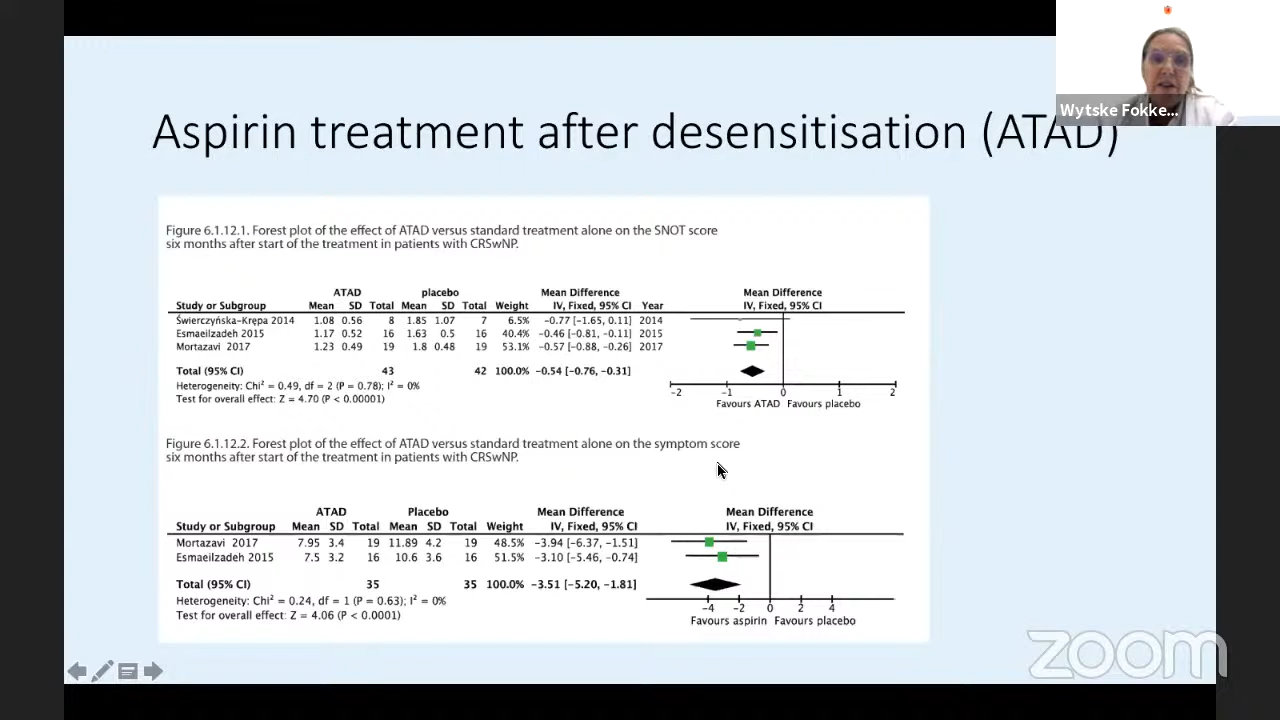 Wytske Fokke...
Aspirin treatment after desensitisation (ATAD)
Figure 6.1.12.1. Forest plot of the effect of ATAD versus standard treatment alone on the SNOT score
six months after start of the treatment in patients with CRSwNP.
ATAD placebo Mean Difference Mean Difference
Study or Subgroup Mean SD Total Mean SD Total Weight IV, Fixed, 95% CI Year IV, Fixed, 95% CI
Świerczyńska-Krępa 2014 1.08 0.56 8 1.85 1.07 7 6.5% −0.77 [−1.65, 0.11] 2014
Esmaeilzadeh 2015 1.17 0.52 16 1.63 0.5 16 40.4% −0.46 [−0.81, −0.11] 2015
Mortazavi 2017 1.23 0.49 19 1.8 0.48 19 53.1% −0.57 [−0.88, −0.26] 2017
Total (95% CI) 43 42 100.0% −0.54 [−0.76, −0.31]
Heterogeneity: Chi² = 0.49, df = 2 (P = 0.78); I² = 0%
Test for overall effect: Z = 4.70 (P < 0.00001)
−2 −1 0 1 2
Favours ATAD Favours placebo
Figure 6.1.12.2. Forest plot of the effect of ATAD versus standard treatment alone on the symptom score
six months after start of the treatment in patients with CRSwNP.
ATAD Placebo Mean Difference Mean Difference
Study or Subgroup Mean SD Total Mean SD Total Weight IV, Fixed, 95% CI IV, Fixed, 95% CI
Mortazavi 2017 7.95 3.4 19 11.89 4.2 19 48.5% −3.94 [−6.37, −1.51]
Esmaeilzadeh 2015 7.5 3.2 16 10.6 3.6 16 51.5% −3.10 [−5.46, −0.74]
Total (95% CI) 35 35 100.0% −3.51 [−5.20, −1.81]
Heterogeneity: Chi² = 0.24, df = 1 (P = 0.63); I² = 0%
Test for overall effect: Z = 4.06 (P < 0.0001)
−4 −2 0 2 4
Favours aspirin Favours placebo
zoom